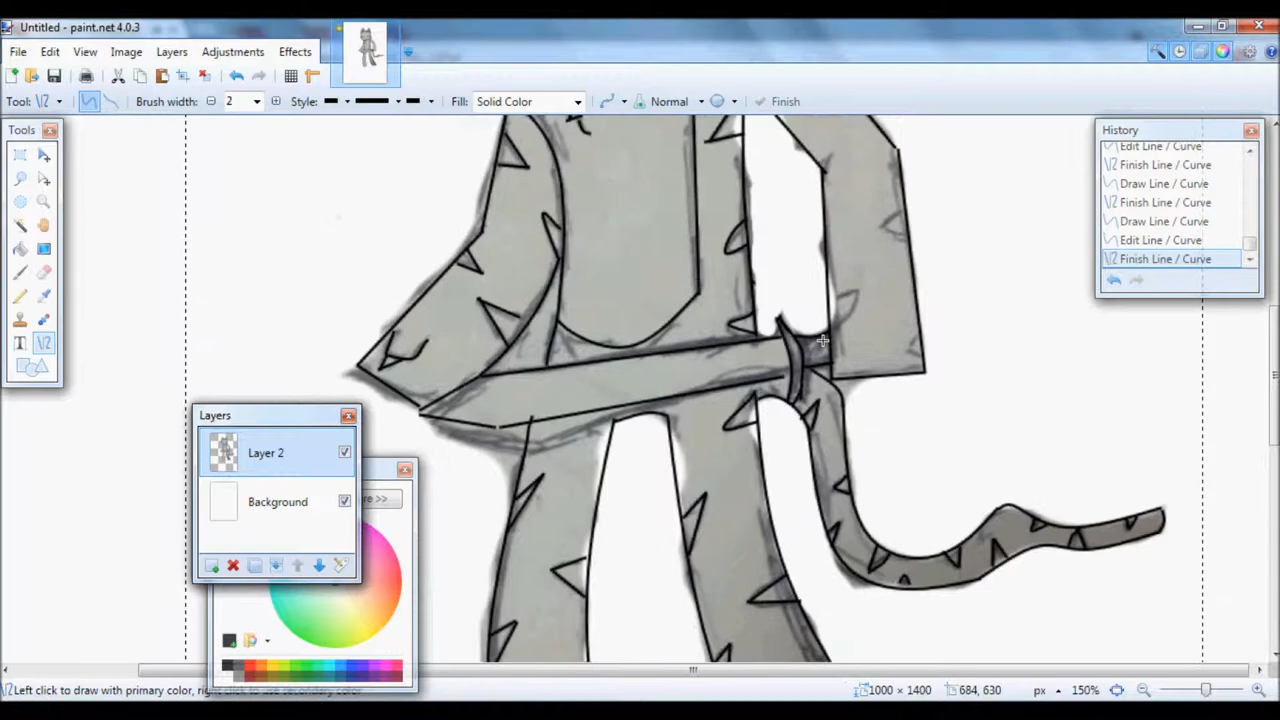 Untitled - paint.net 4.0.3
File Edit View Image Layers Adjustments Effects
Tool: Brush width: 2 Style: Fill: Solid Color Normal Finish
Tools
History
Edit Line / Curve
Finish Line / Curve
Draw Line / Curve
Finish Line / Curve
Draw Line / Curve
Edit Line / Curve
Finish Line / Curve
Layers
Layer 2
Background
re >>
Left click to draw with primary color, right click to use secondary color 1000 × 1400 684, 630 px 150%